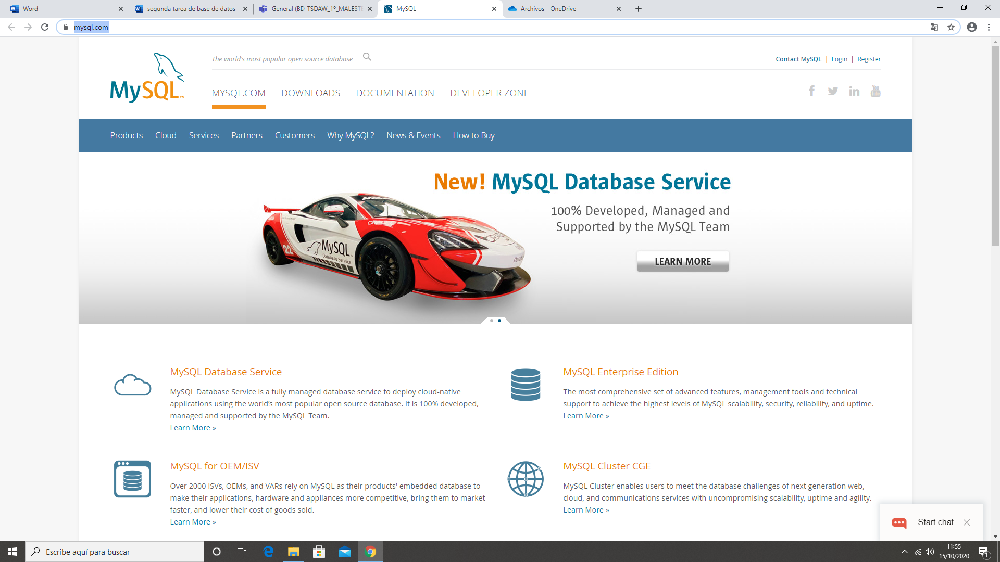 Word
segunda tarea de base de datos
General (BD-TSDAW_1º_MALESTE
MySQL
Archivos - OneDrive
mysql.com
The world's most popular open source database
Contact MySQL | Login | Register
MySQL™
MYSQL.COM DOWNLOADS DOCUMENTATION DEVELOPER ZONE
You Tube
Products Cloud Services Partners Customers Why MySQL? News & Events How to Buy
New! MySQL Database Service
100% Developed, Managed and
Supported by the MySQL Team
LEARN MORE
ORACLE
22
MySQL
Database Service
MySQL Database Service
MySQL Database Service is a fully managed database service to deploy cloud-native
applications using the world’s most popular open source database. It is 100% developed,
managed and supported by the MySQL Team.
Learn More »
MySQL Enterprise Edition
The most comprehensive set of advanced features, management tools and technical
support to achieve the highest levels of MySQL scalability, security, reliability, and uptime.
Learn More »
MySQL for OEM/ISV
Over 2000 ISVs, OEMs, and VARs rely on MySQL as their products' embedded database to
make their applications, hardware and appliances more competitive, bring them to market
faster, and lower their cost of goods sold.
Learn More »
MySQL Cluster CGE
MySQL Cluster enables users to meet the database challenges of next generation web,
cloud, and communications services with uncompromising scalability, uptime and agility.
Learn More »
Start chat
Escribe aquí para buscar
11:55
15/10/2020
1